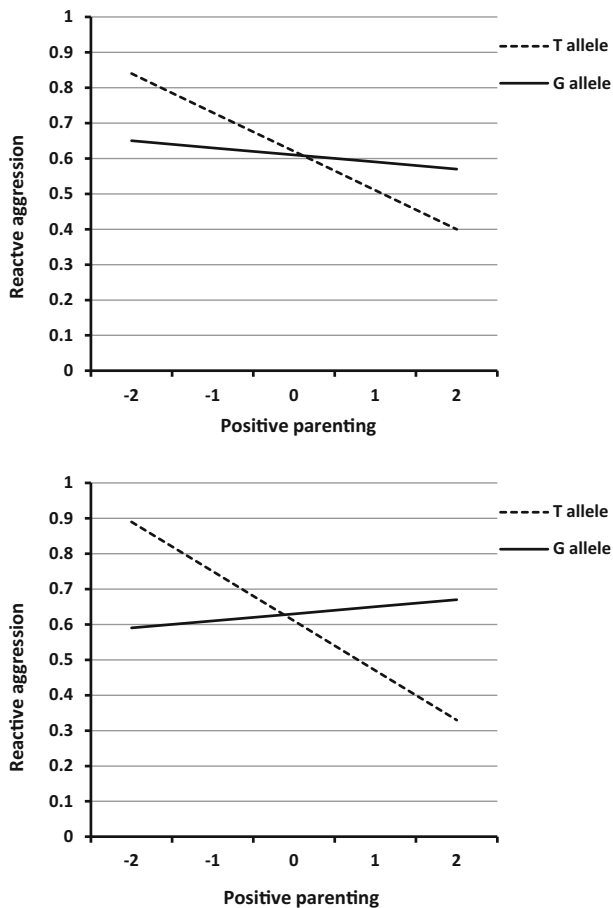 1
0.9
0.8
0.7
0.6
0.5
0.4
0.3
0.2
0.1
0
Reactve aggression
-2 -1 0 1 2
Positive parenting
T allele
G allele
1
0.9
0.8
0.7
0.6
0.5
0.4
0.3
0.2
0.1
0
Reactive aggression
-2 -1 0 1 2
Positive parenting
T allele
G allele